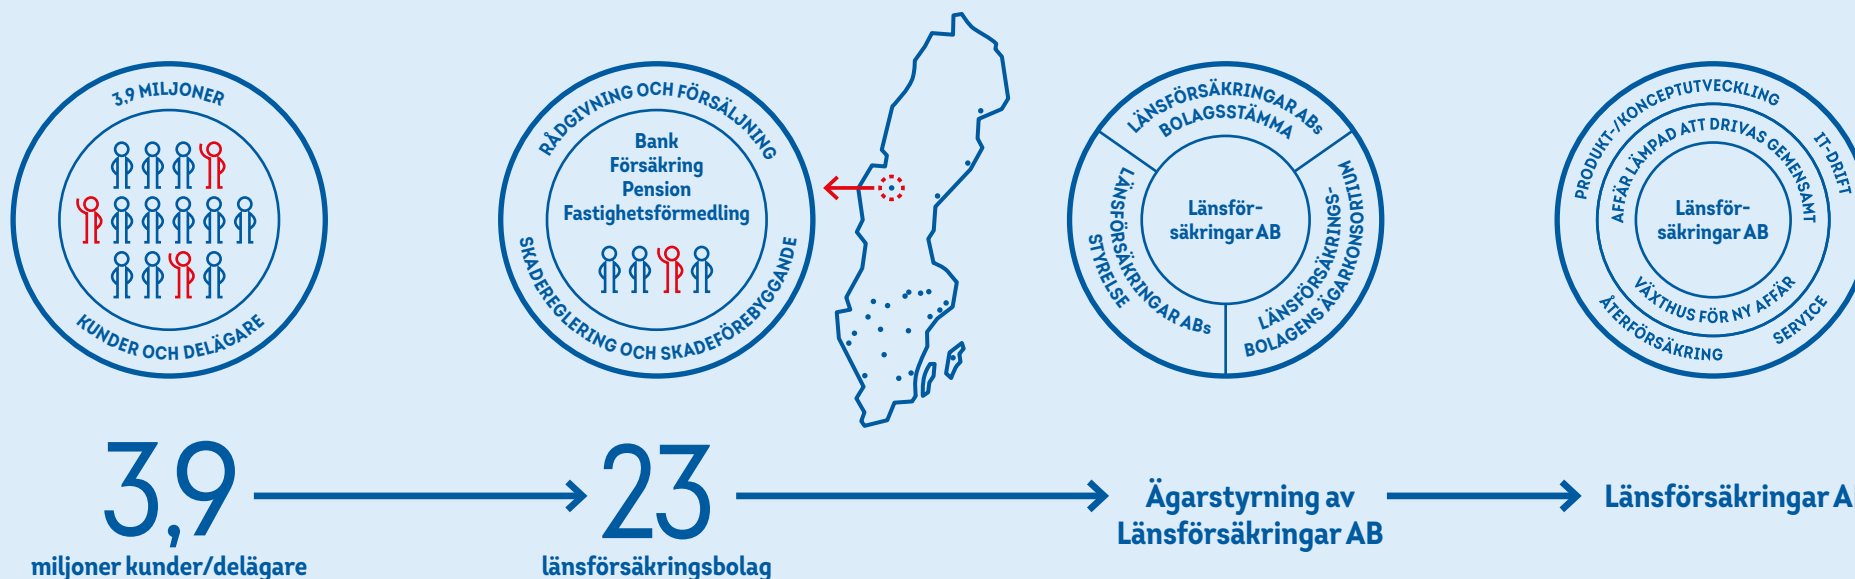 3,9 MILJONER
KUNDER OCH DELÄGARE
RÅDGIVNING OCH FÖRSÄLJNING
Bank
Försäkring
Pension
Fastighetsförmedling
SKADEREGLERING OCH SKADEFÖREBYGGANDE
LÄNSFÖRSÄKRINGAR ABs
BOLAGSSTÄMMA
LÄNSFÖRSÄKRINGAR ABs
STYRELSE
Länsför-
säkringar AB
LÄNSFÖRSÄKRINGS-
BOLAGENS ÄGARKONSORTIUM
PRODUKT-/KONCEPTUTVECKLING
IT-DRIFT
AFFÄR LÄMPAD ATT DRIVAS GEMENSAMT
Länsför-
säkringar AB
VÄXTHUS FÖR NY AFFÄR
ÅTERFÖRSÄKRING
SERVICE
3,9
miljoner kunder/delägare
23
länsförsäkringsbolag
Ägarstyrning av
Länsförsäkringar AB
Länsförsäkringar A